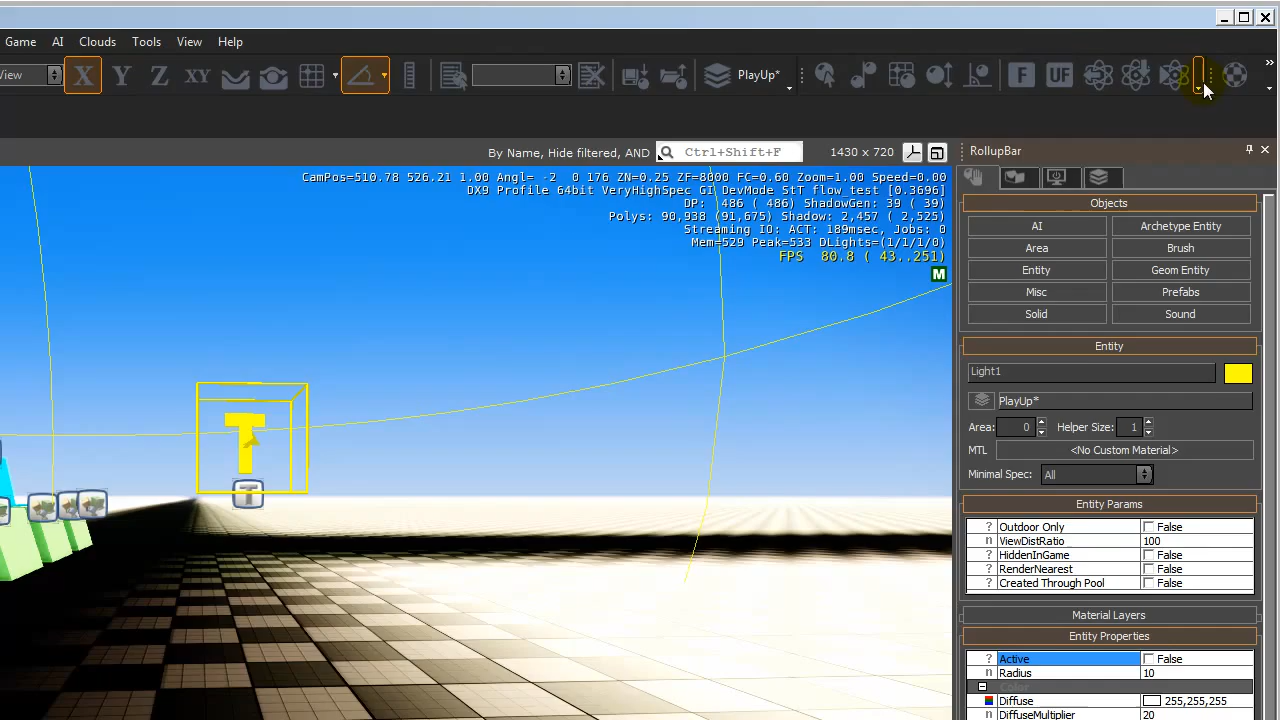 Game AI Clouds Tools View Help
View X Y Z XY PlayUp* F UF
By Name, Hide filtered, AND Ctrl+Shift+F 1430 x 720
RollupBar
CamPos=510.78 526.21 1.00 Angl= -2 0 176 ZN=0.25 ZF=8000 FC=0.60 Zoom=1.00 Speed=0.00
DX9 Profile 64bit VeryHighSpec GI DevMode StT flow_test [0.3696]
DP: 486 ( 486) ShadowGen: 39 ( 39)
Polys: 90,938 (91,675) Shadow: 2,457 ( 2,525)
Streaming IO: ACT: 189msec, Jobs: 0
Mem=529 Peak=533 DLights=(1/1/1/0)
FPS 80.8 ( 43..251)
M
T
T
Objects
AI Archetype Entity
Area Brush
Entity Geom Entity
Misc Prefabs
Solid Sound
Entity
Light1
PlayUp*
Area: 0 Helper Size: 1
MTL <No Custom Material>
Minimal Spec: All
Entity Params
? Outdoor Only False
n ViewDistRatio 100
? HiddenInGame False
? RenderNearest False
? Created Through Pool False
Material Layers
Entity Properties
? Active False
n Radius 10
Color
Diffuse 255,255,255
n DiffuseMultiplier 20